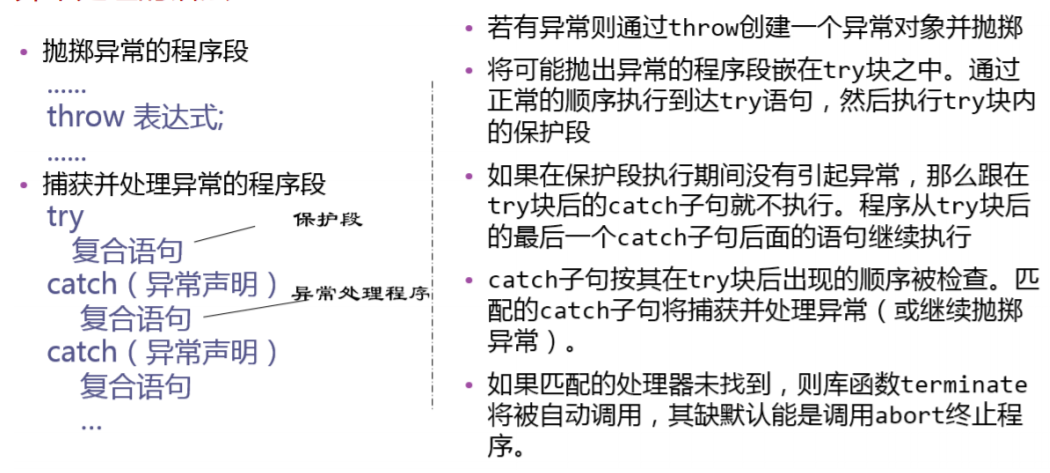 • 抛掷异常的程序段
......
throw 表达式;
......
• 捕获并处理异常的程序段
try
复合语句
保护段
catch（异常声明）
复合语句
异常处理程序
catch（异常声明）
复合语句
…
• 若有异常则通过throw创建一个异常对象并抛掷
• 将可能抛出异常的程序段嵌在try块之中。通过
正常的顺序执行到达try语句，然后执行try块内
的保护段
• 如果在保护段执行期间没有引起异常，那么跟在
try块后的catch子句就不执行。程序从try块后
的最后一个catch子句后面的语句继续执行
• catch子句按其在try块后出现的顺序被检查。匹
配的catch子句将捕获并处理异常（或继续抛掷
异常）。
• 如果匹配的处理器未找到，则库函数terminate
将被自动调用，其缺默认能是调用abort终止程
序。